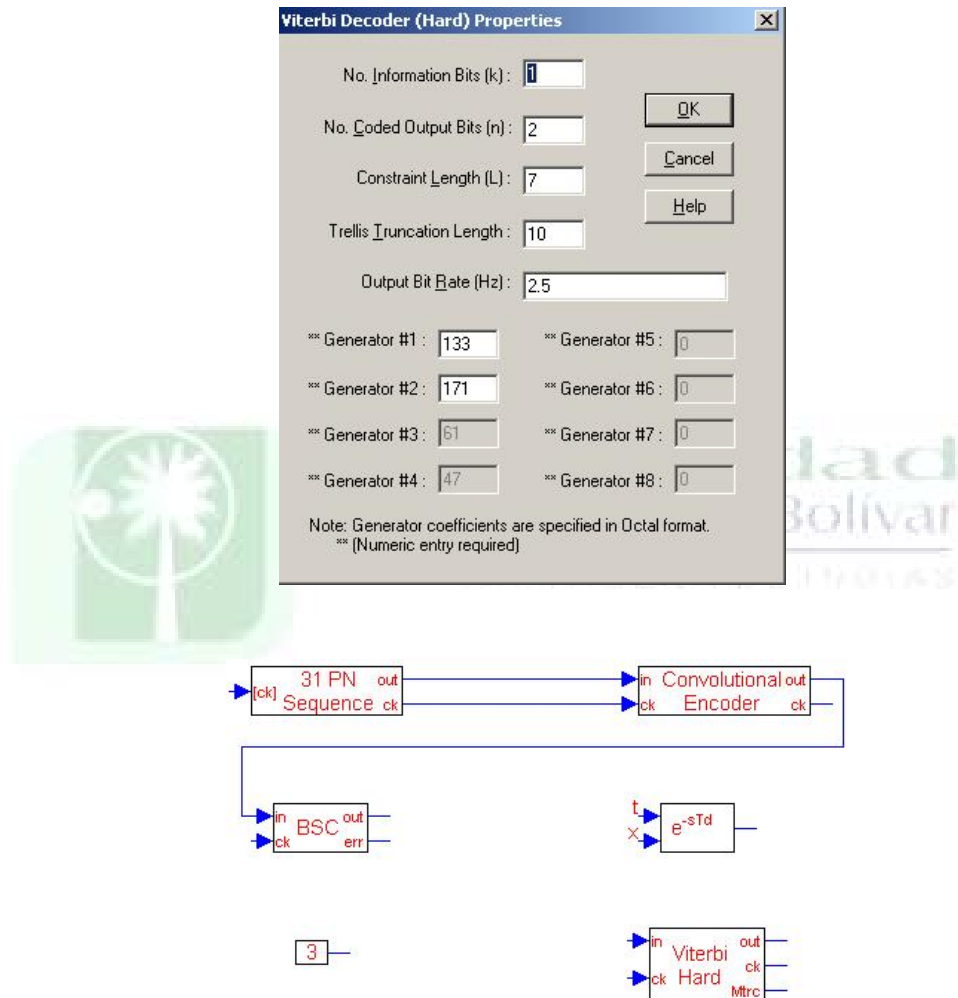 Viterbi Decoder (Hard) Properties
No. Information Bits (k) : 1
OK
No. Coded Output Bits (n) : 2
Cancel
Constraint Length (L) : 7
Help
Trellis Truncation Length : 10
Output Bit Rate (Hz) : 2.5
** Generator #1 : 133 ** Generator #5 : 0
** Generator #2 : 171 ** Generator #6 : 0
** Generator #3 : 61 ** Generator #7 : 0
** Generator #4 : 47 ** Generator #8 : 0
Note: Generator coefficients are specified in Octal format.
** (Numeric entry required)
dad
Bolívar
INDIAS
[ck] 31 PN Sequence out ck
in ck Convolutional Encoder out ck
in ck BSC out err
t x e^-sTd
3
in ck Viterbi Hard out ck Mtrc